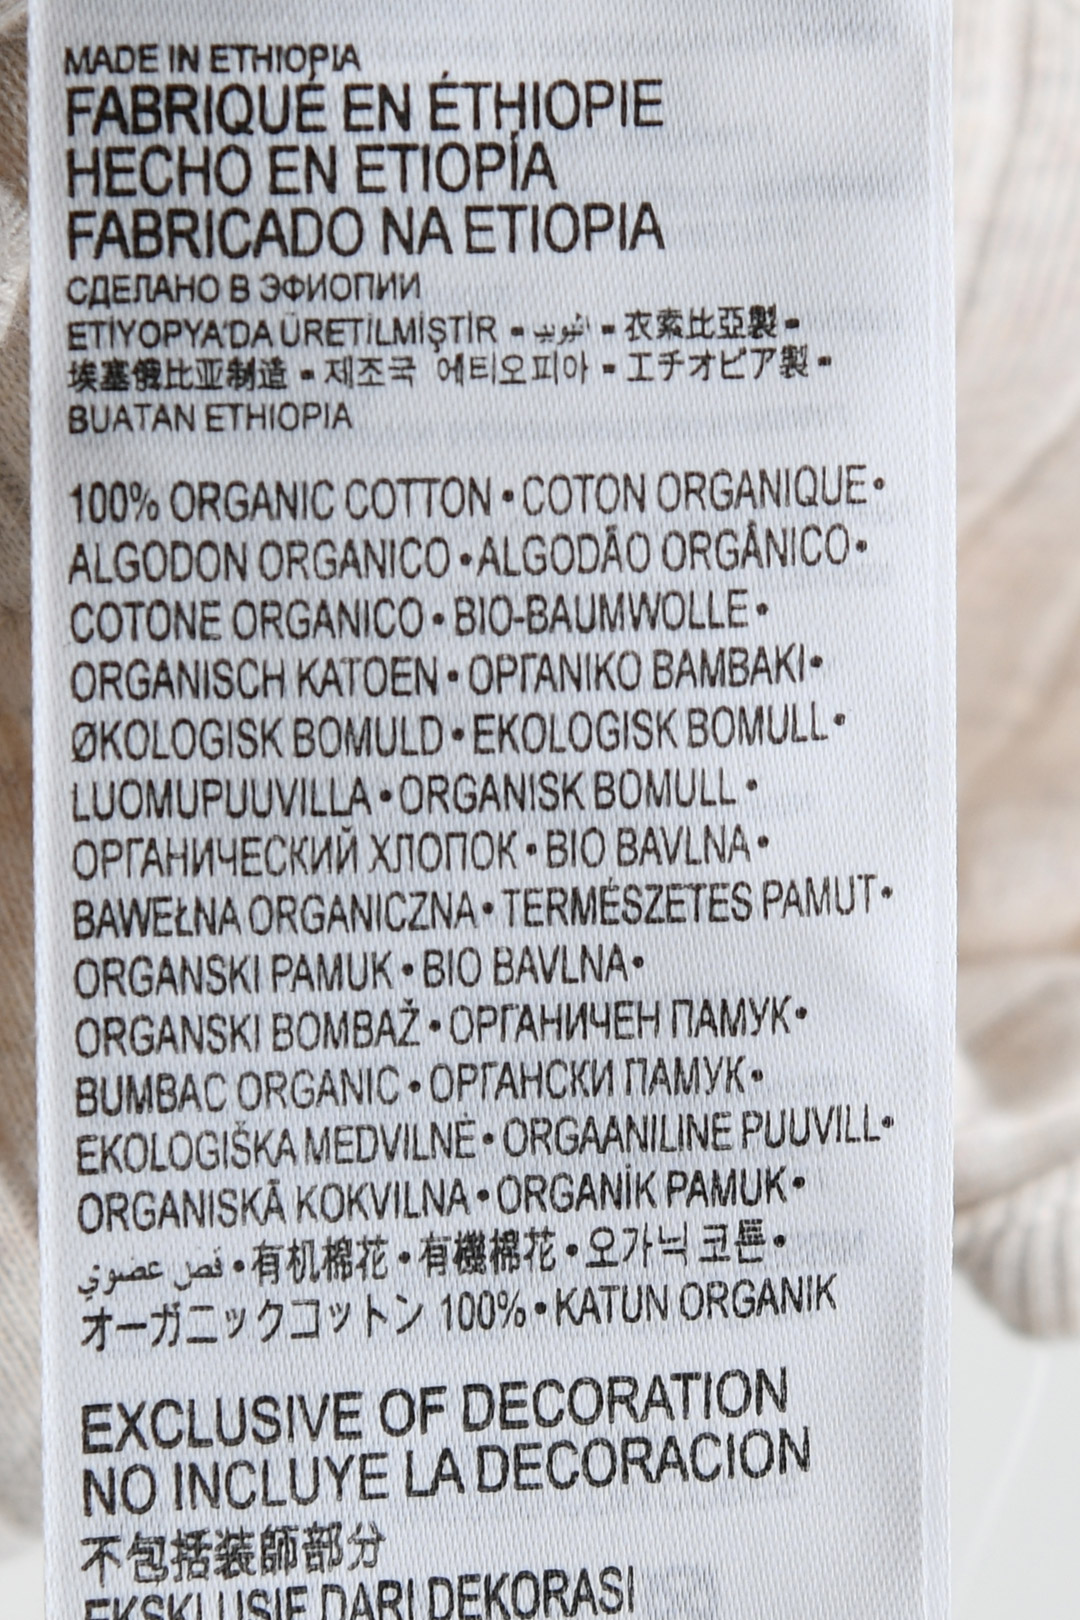 MADE IN ETHIOPIA
FABRIQUÉ EN ÉTHIOPIE
HECHO EN ETIOPÍA
FABRICADO NA ETIOPIA
СДЕЛАНО В ЭФИОПИИ
ETİYOPYA'DA ÜRETİLMİŞTİR - - 衣索比亞製 -
埃塞俄比亚制造 - 제조국 에티오피아 - エチオピア製 -
BUATAN ETHIOPIA
100% ORGANIC COTTON • COTON ORGANIQUE •
ALGODON ORGANICO • ALGODÃO ORGÂNICO •
COTONE ORGANICO • BIO-BAUMWOLLE •
ORGANISCH KATOEN • ΟΡΓΑΝΙΚΟ ΒΑΜΒΑΚΙ •
ØKOLOGISK BOMULD • EKOLOGISK BOMULL •
LUOMUPUUVILLA • ORGANISK BOMULL •
ОРГАНИЧЕСКИЙ ХЛОПОК • BIO BAVLNA •
BAWEŁNA ORGANICZNA • TERMÉSZETES PAMUT •
ORGANSKI PAMUK • BIO BAVLNA •
ORGANSKI BOMBAŽ • ОРГАНИЧЕН ПАМУК •
BUMBAC ORGANIC • ОРГАНСКИ ПАМУК •
EKOLOGIŠKA MEDVILNĖ • ORGAANILINE PUUVILL •
ORGANISKĀ KOKVILNA • ORGANİK PAMUK •
قطن عضوي • 有机棉花 • 有機棉花 • 오가닉 코튼 •
オーガニックコットン 100% • KATUN ORGANIK
EXCLUSIVE OF DECORATION
NO INCLUYE LA DECORACION
不包括装師部分
EKSKLUSIF DARI DEKORASI